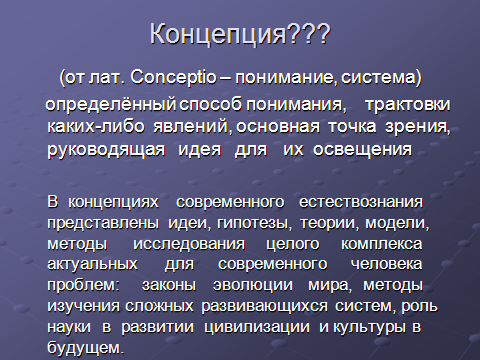 Концепция???
(от лат. Conceptio – понимание, система)
определённый способ понимания, трактовки
каких-либо явлений, основная точка зрения,
руководящая идея для их освещения
В концепциях современного естествознания
представлены идеи, гипотезы, теории, модели,
методы исследования целого комплекса
актуальных для современного человека
проблем: законы эволюции мира, методы
изучения сложных развивающихся систем, роль
науки в развитии цивилизации и культуры в
будущем.